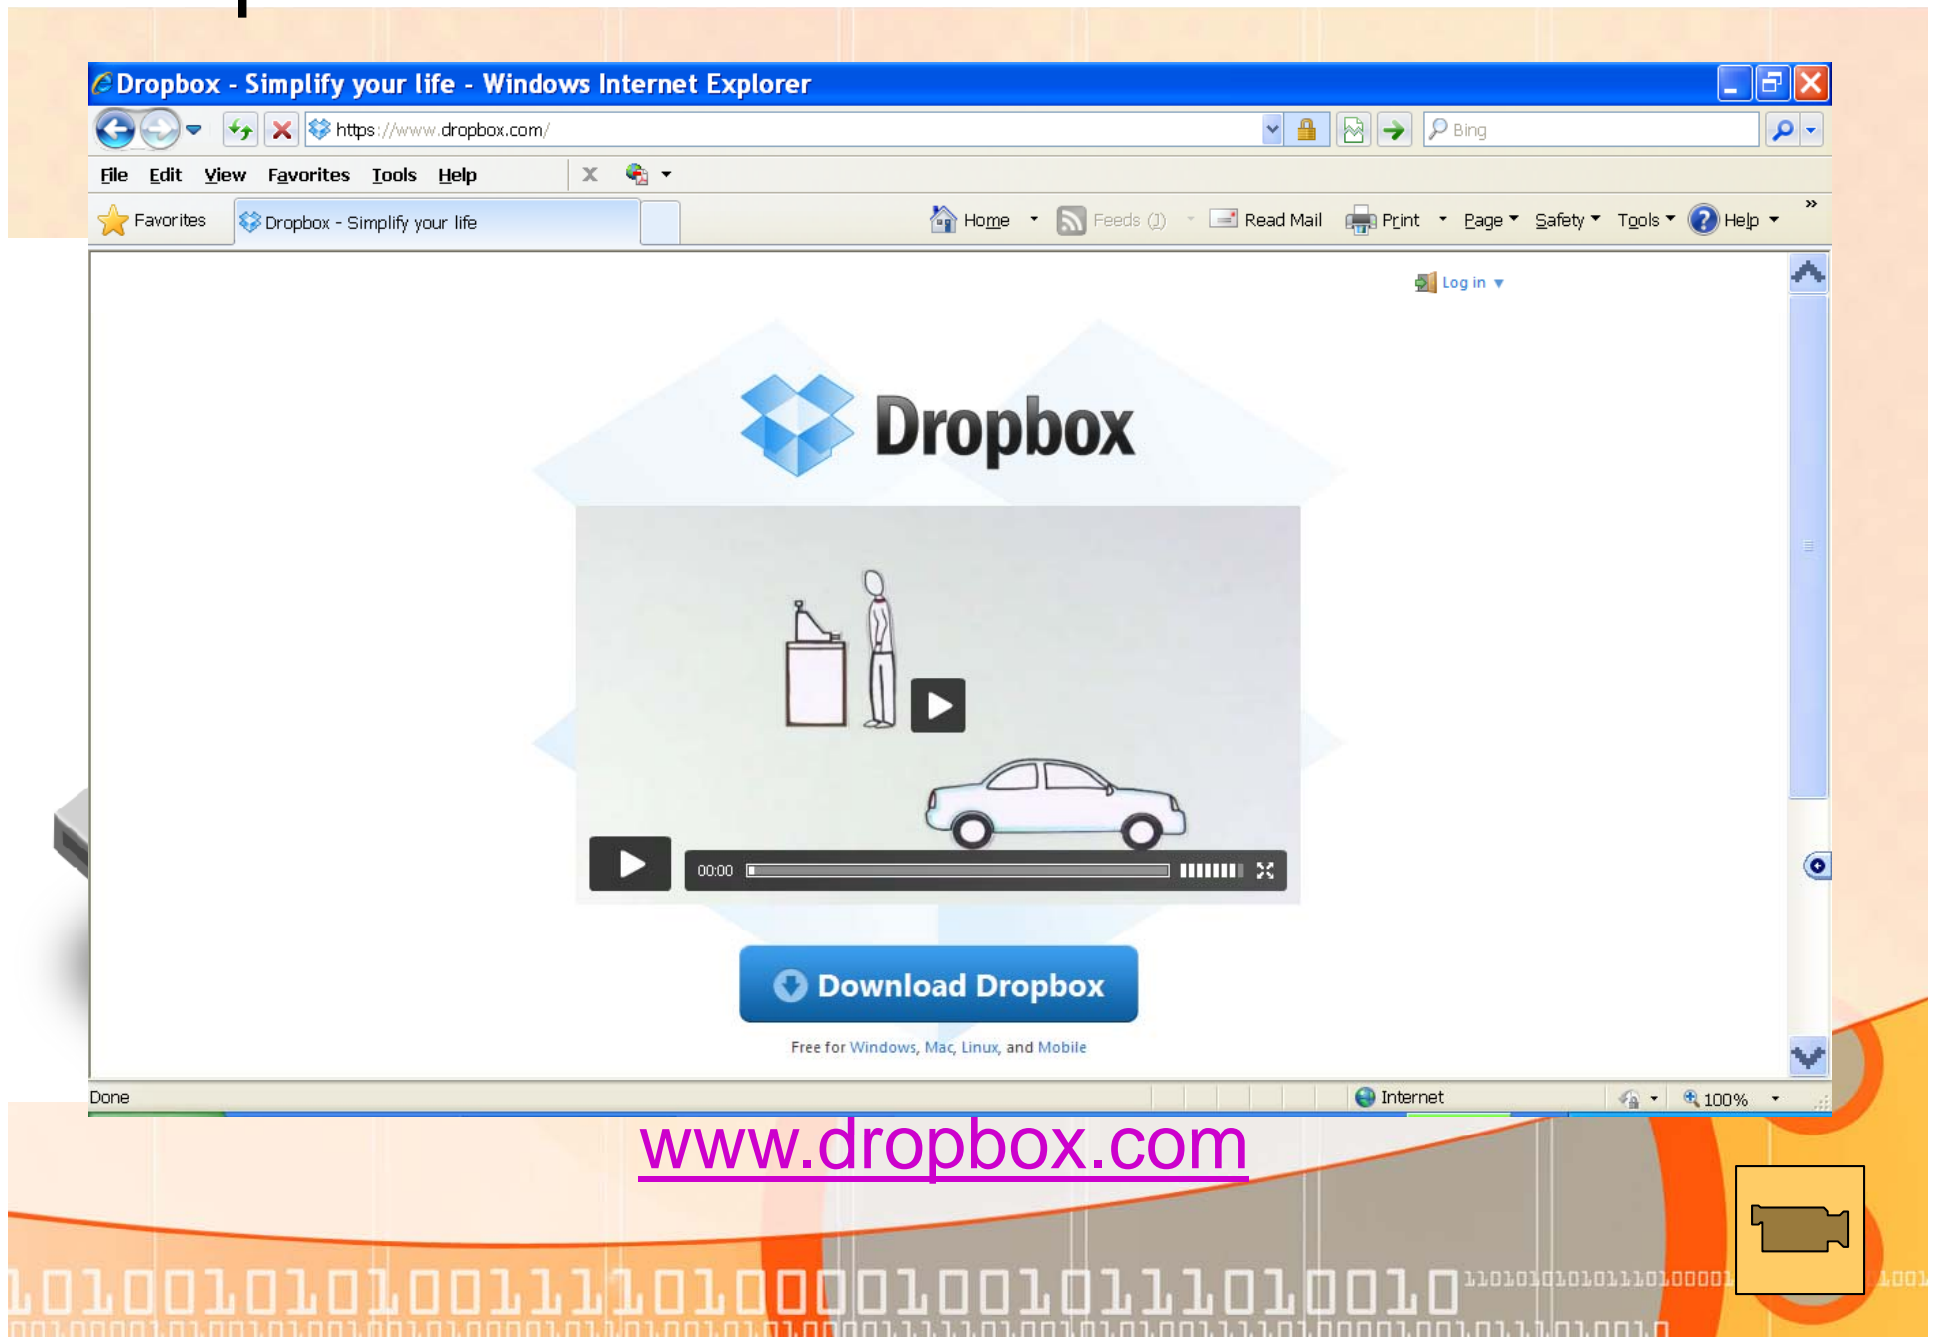 Dropbox - Simplify your life - Windows Internet Explorer
https://www.dropbox.com/
Bing
File Edit View Favorites Tools Help X
Favorites Dropbox - Simplify your life Home Feeds (J) Read Mail Print Page Safety Tools Help »
Log in
Dropbox
00:00
Download Dropbox
Free for Windows, Mac, Linux, and Mobile
Done Internet 100%
www.dropbox.com